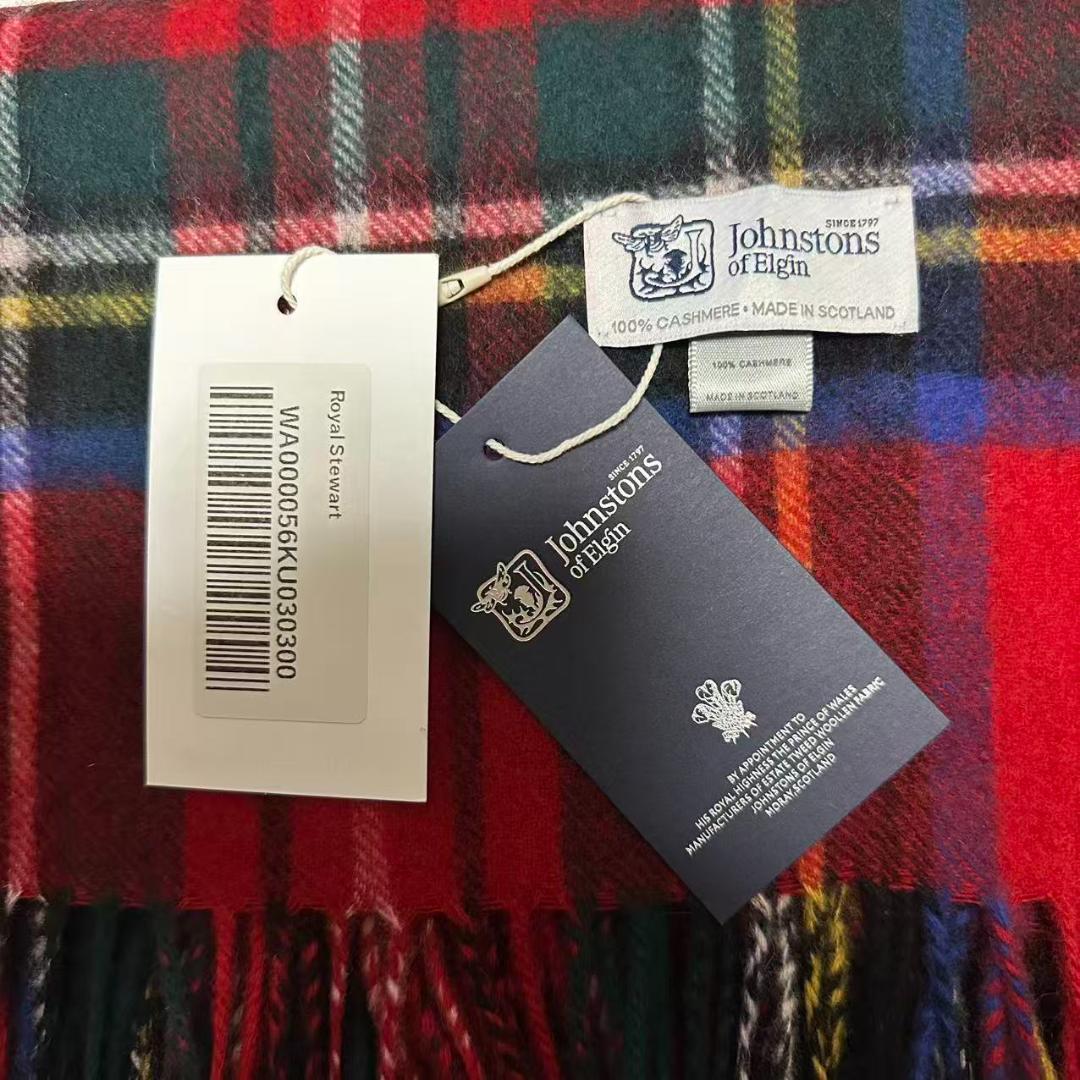 Royal Stewart
WA000056KU030300
SINCE 1797
Johnstons
of Elgin
100% CASHMERE • MADE IN SCOTLAND
100% CASHMERE
MADE IN SCOTLAND
SINCE 1797
Johnstons
of Elgin
BY APPOINTMENT TO
HIS ROYAL HIGHNESS THE PRINCE OF WALES
MANUFACTURERS OF ESTATE TWEED WOOLLEN FABRIC
JOHNSTONS OF ELGIN
MORAY, SCOTLAND